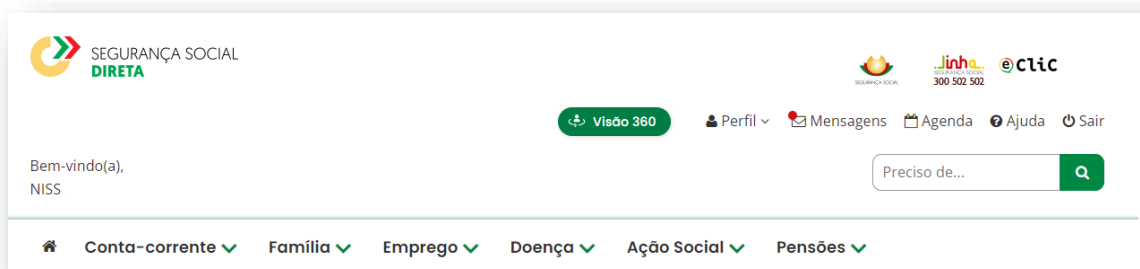 SEGURANÇA SOCIAL
DIRETA
SEGURANÇA SOCIAL
Linha
SEGURANÇA SOCIAL
300 502 502
e CLiC
Visão 360
Perfil
Mensagens
Agenda
Ajuda
Sair
Bem-vindo(a),
NISS
Preciso de...
Conta-corrente
Família
Emprego
Doença
Ação Social
Pensões